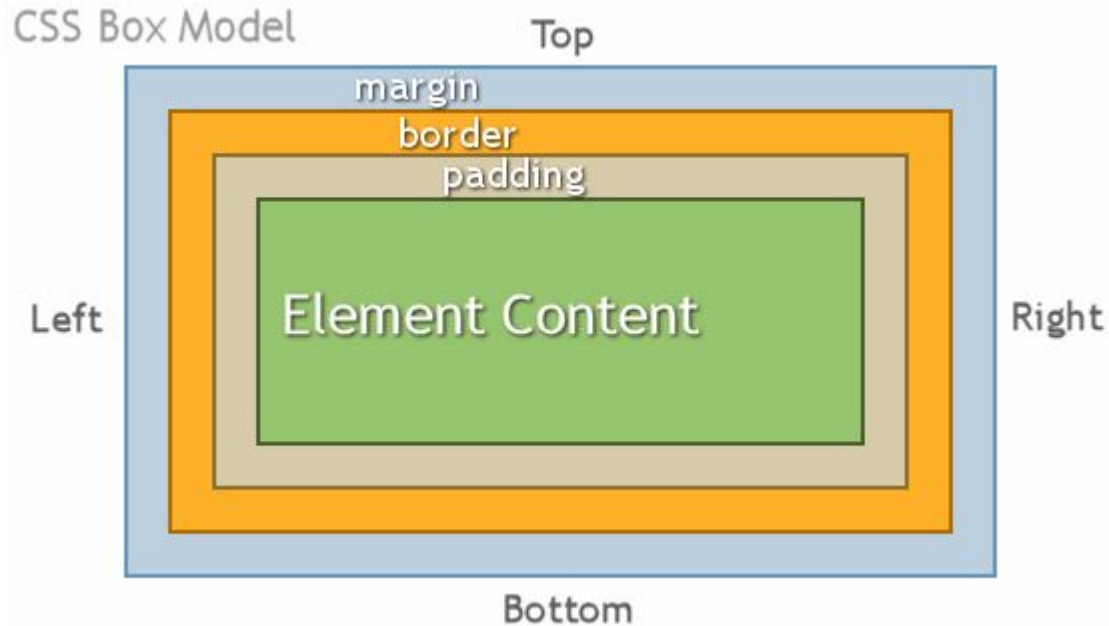 CSS Box Model
Top
margin
border
padding
Left
Element Content
Right
Bottom